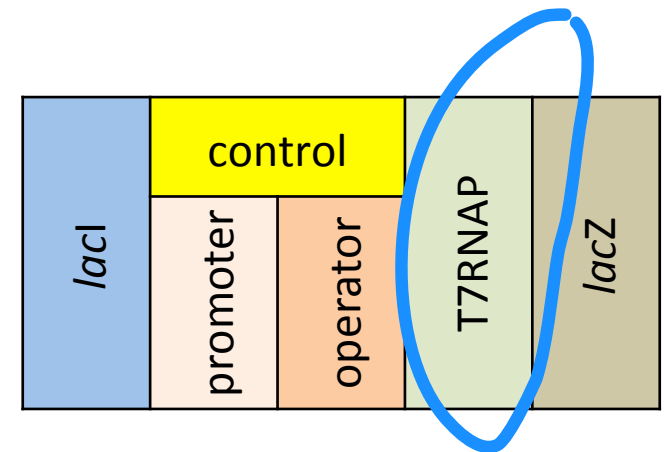 lacI
control
promoter
operator
T7RNAP
lacZ